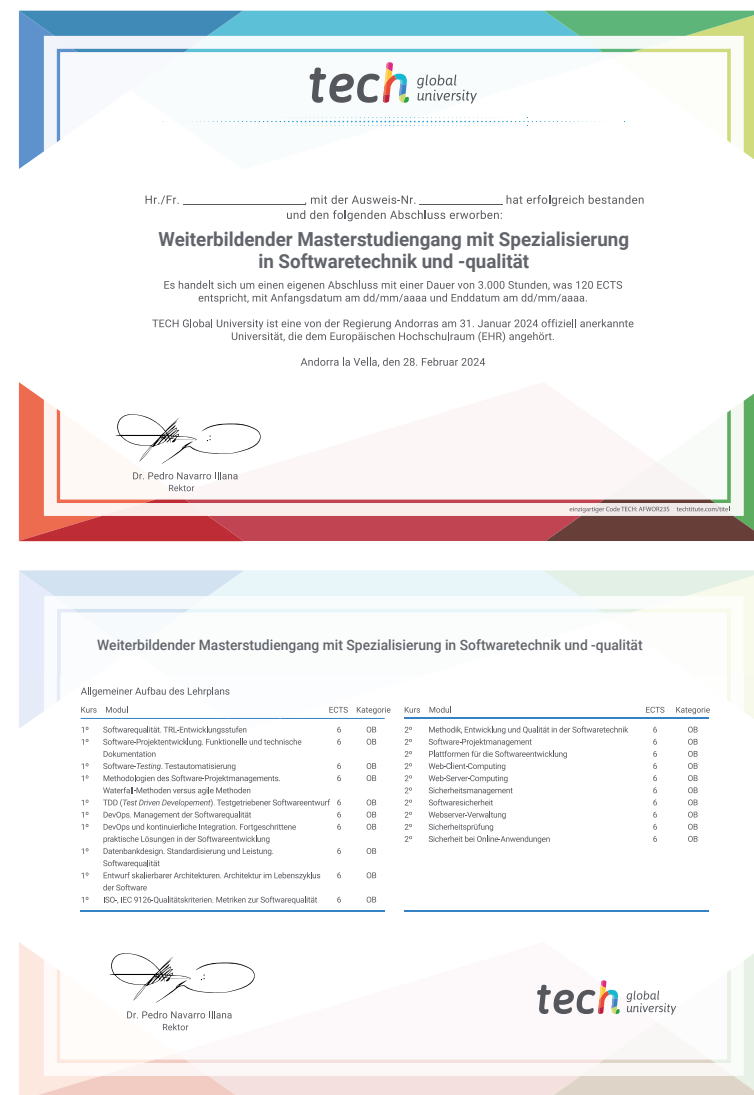 tech global university
Hr./Fr. ______________, mit der Ausweis-Nr. ____________ hat erfolgreich bestanden
und den folgenden Abschluss erworben:
Weiterbildender Masterstudiengang mit Spezialisierung
in Softwaretechnik und -qualität
Es handelt sich um einen eigenen Abschluss mit einer Dauer von 3.000 Stunden, was 120 ECTS
entspricht, mit Anfangsdatum am dd/mm/aaaa und Enddatum am dd/mm/aaaa.
TECH Global University ist eine von der Regierung Andorras am 31. Januar 2024 offiziell anerkannte
Universität, die dem Europäischen Hochschulraum (EHR) angehört.
Andorra la Vella, den 28. Februar 2024
Dr. Pedro Navarro Illana
Rektor
einzigartiger Code TECH: AFWOR235 techtitute.com/titel
Weiterbildender Masterstudiengang mit Spezialisierung in Softwaretechnik und -qualität
Allgemeiner Aufbau des Lehrplans
Kurs Modul ECTS Kategorie
1º Softwarequalität. TRL-Entwicklungsstufen 6 OB
1º Software-Projektentwicklung. Funktionelle und technische 6 OB
Dokumentation
1º Software-Testing. Testautomatisierung 6 OB
1º Methodologien des Software-Projektmanagements. 6 OB
Waterfall-Methoden versus agile Methoden
1º TDD (Test Driven Developement). Testgetriebener Softwareentwurf 6 OB
1º DevOps. Management der Softwarequalität 6 OB
1º DevOps und kontinuierliche Integration. Fortgeschrittene 6 OB
praktische Lösungen in der Softwareentwicklung
1º Datenbankdesign. Standardisierung und Leistung. 6 OB
Softwarequalität
1º Entwurf skalierbarer Architekturen. Architektur im Lebenszyklus 6 OB
der Software
1º ISO-, IEC 9126-Qualitätskriterien. Metriken zur Softwarequalität 6 OB
Kurs Modul ECTS Kategorie
2º Methodik, Entwicklung und Qualität in der Softwaretechnik 6 OB
2º Software-Projektmanagement 6 OB
2º Plattformen für die Softwareentwicklung 6 OB
2º Web-Client-Computing 6 OB
2º Web-Server-Computing 6 OB
2º Sicherheitsmanagement 6 OB
2º Softwaresicherheit 6 OB
2º Webserver-Verwaltung 6 OB
2º Sicherheitsprüfung 6 OB
2º Sicherheit bei Online-Anwendungen 6 OB
Dr. Pedro Navarro Illana
Rektor
tech global university